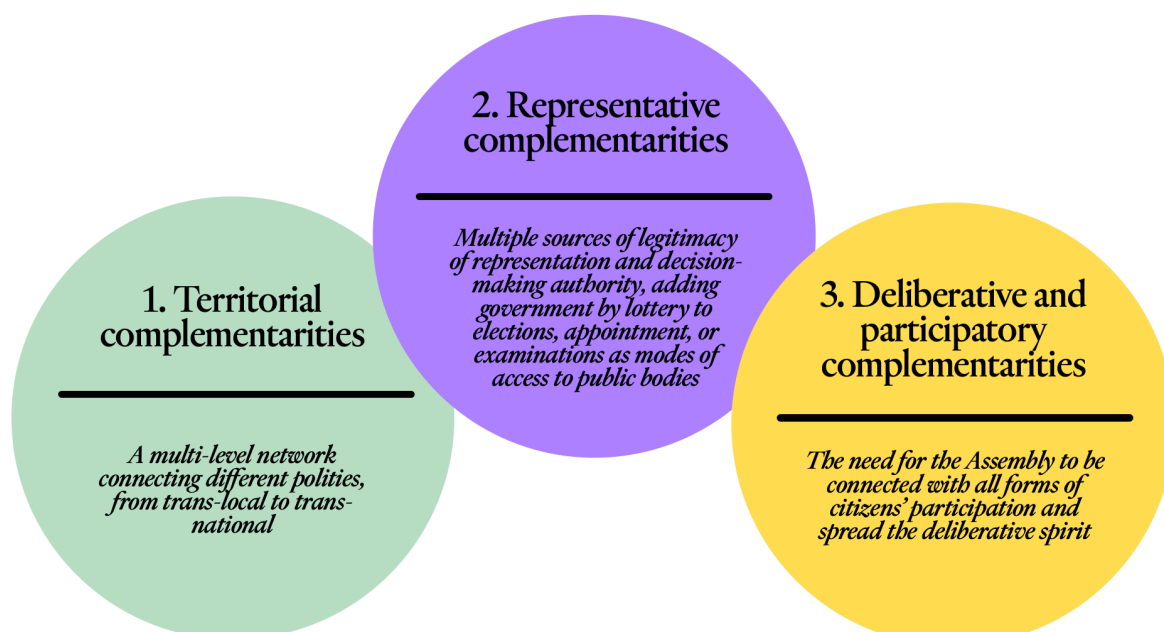 1. Territorial
complementarities
A multi-level network
connecting different polities,
from trans-local to trans-
national
2. Representative
complementarities
Multiple sources of legitimacy
of representation and decision-
making authority, adding
government by lottery to
elections, appointment, or
examinations as modes of
access to public bodies
3. Deliberative and
participatory
complementarities
The need for the Assembly to be
connected with all forms of
citizens’ participation and
spread the deliberative spirit